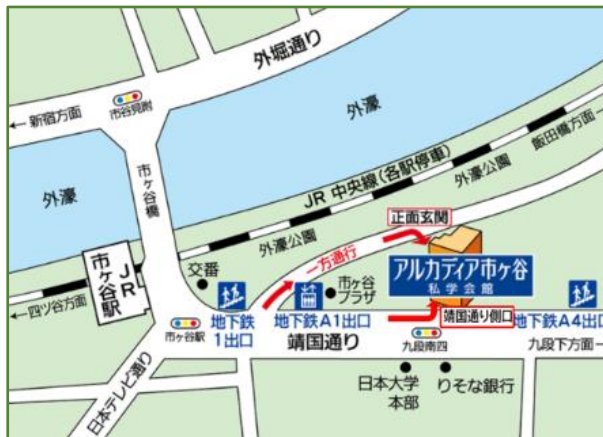 外堀通り
市谷見附
←新宿方面
外濠
飯田橋方面→
外濠
市ヶ谷橋
JR 中央線（各駅停車）
外濠公園
正面玄関
外濠公園
一方通行
交番
JR
市ヶ谷駅
市ヶ谷
プラザ
アルカディア市ヶ谷
私学会館
←四ツ谷方面
地下鉄
1出口
地下鉄A1出口
靖国通り側口
地下鉄A4出口
市ヶ谷駅
靖国通り
九段南四
九段下方面→
日本テレビ通り
日本大学
本部
りそな銀行